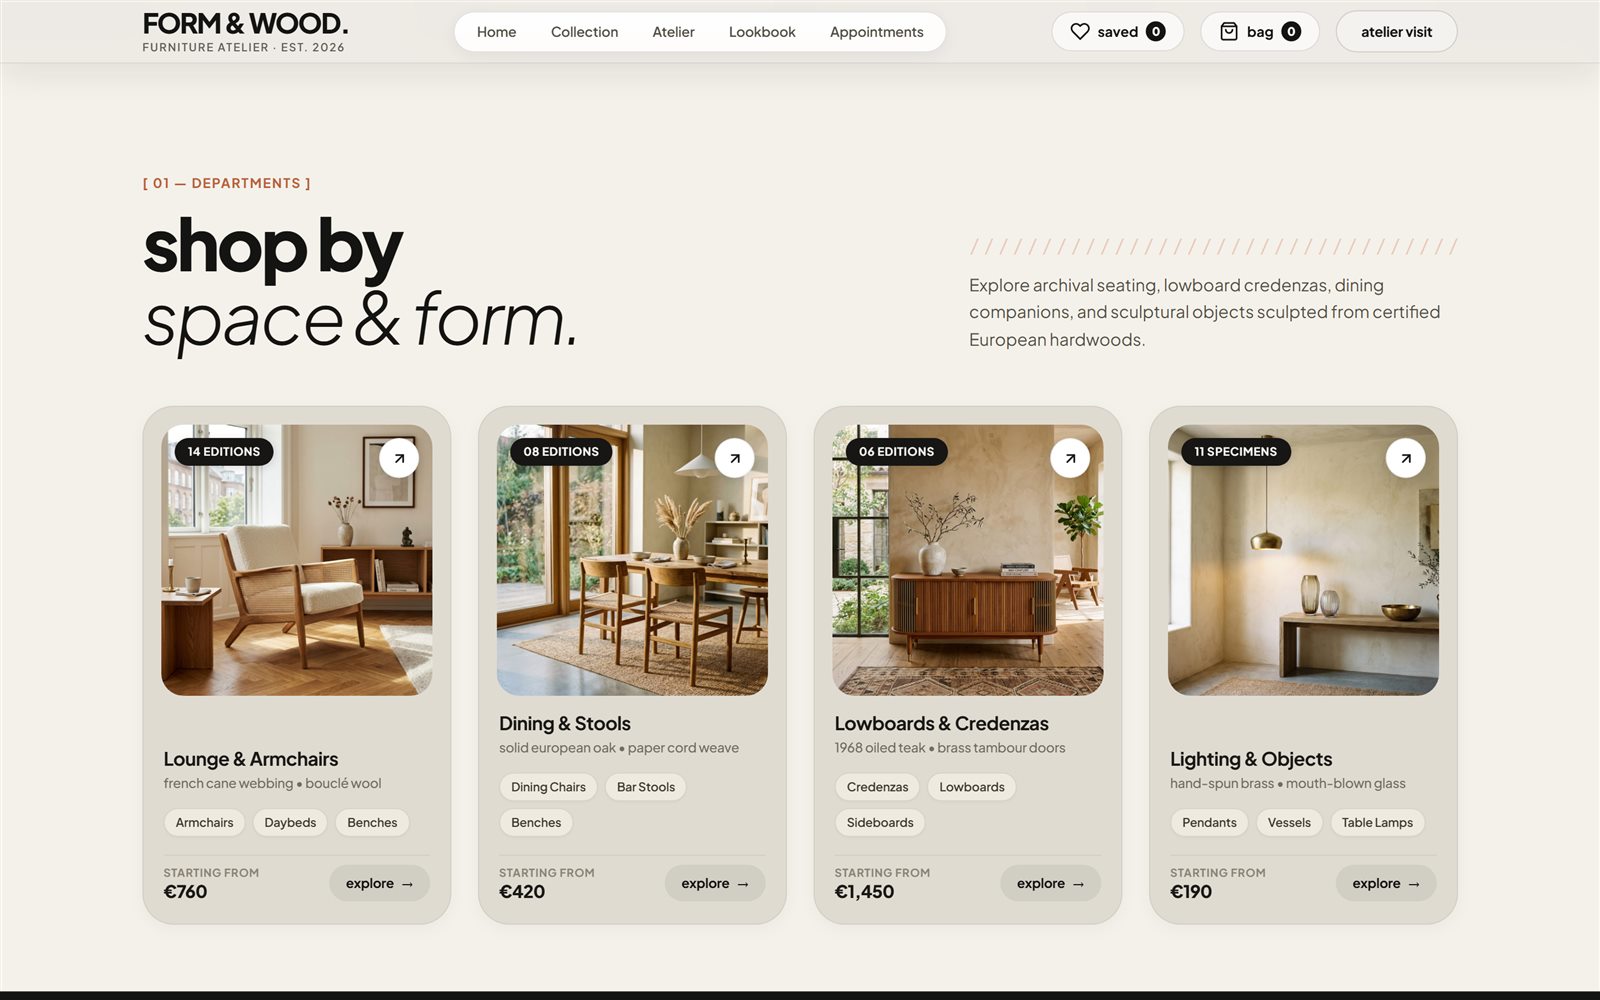 FORM & WOOD.
FURNITURE ATELIER · EST. 2026
Home Collection Atelier Lookbook Appointments
saved 0
bag 0
atelier visit
[ 01 — DEPARTMENTS ]
shop by
space & form.
////////////////////////////////////
Explore archival seating, lowboard credenzas, dining
companions, and sculptural objects sculpted from certified
European hardwoods.
14 EDITIONS
Lounge & Armchairs
french cane webbing • bouclé wool
Armchairs Daybeds Benches
STARTING FROM
€760
explore →
08 EDITIONS
Dining & Stools
solid european oak • paper cord weave
Dining Chairs Bar Stools
Benches
STARTING FROM
€420
explore →
06 EDITIONS
Lowboards & Credenzas
1968 oiled teak • brass tambour doors
Credenzas Lowboards
Sideboards
STARTING FROM
€1,450
explore →
11 SPECIMENS
Lighting & Objects
hand-spun brass • mouth-blown glass
Pendants Vessels Table Lamps
STARTING FROM
€190
explore →